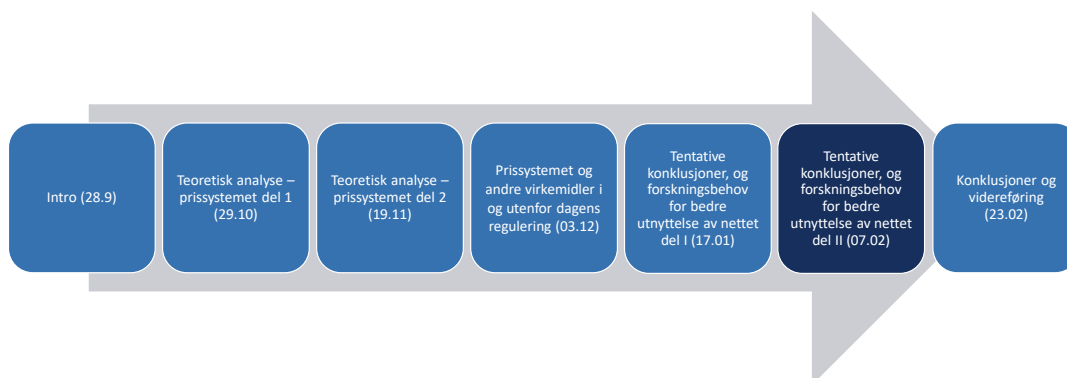 Intro (28.9)
Teoretisk analyse –
prissystemet del 1
(29.10)
Teoretisk analyse –
prissystemet del 2
(19.11)
Prissystemet og
andre virkemidler i
og utenfor dagens
regulering (03.12)
Tentative
konklusjoner, og
forskningsbehov
for bedre
utnyttelse av nettet
del I (17.01)
Tentative
konklusjoner, og
forskningsbehov
for bedre
utnyttelse av nettet
del II (07.02)
Konklusjoner og
videreføring
(23.02)